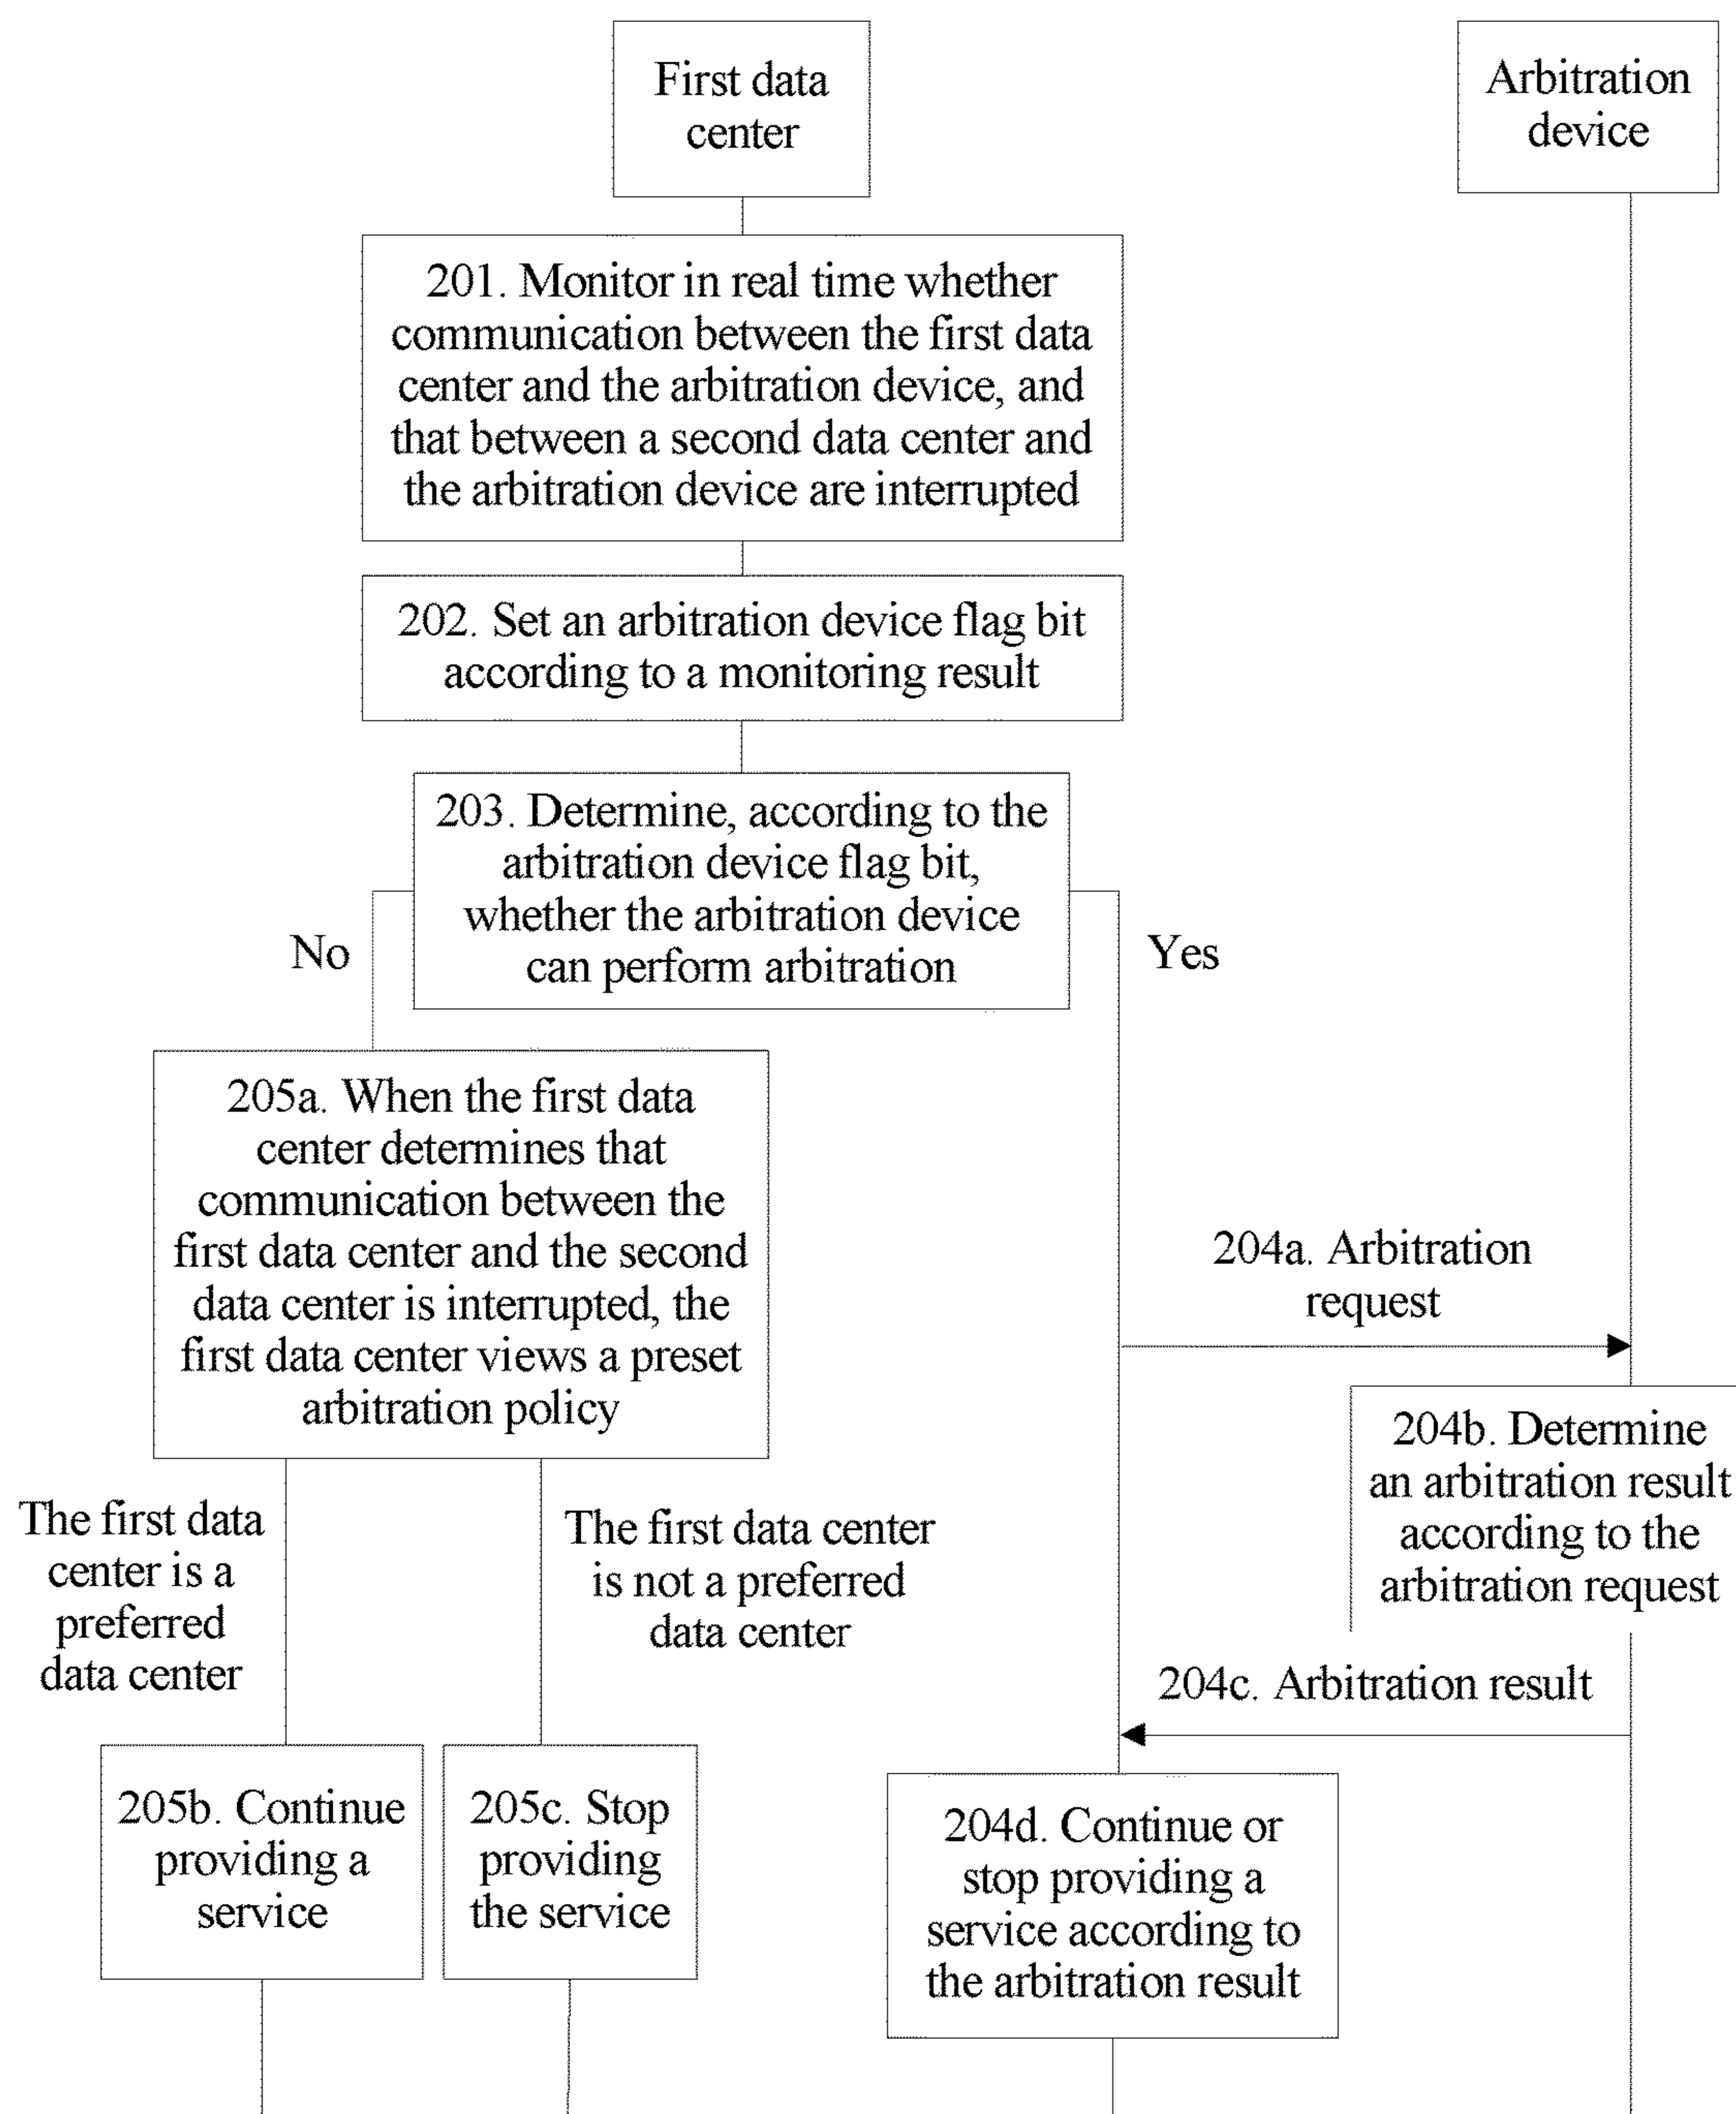 First data
center
Arbitration
device
201. Monitor in real time whether
communication between the first data
center and the arbitration device, and
that between a second data center and
the arbitration device are interrupted
202. Set an arbitration device flag bit
according to a monitoring result
203. Determine, according to the
arbitration device flag bit,
whether the arbitration device
can perform arbitration
No
Yes
205a. When the first data
center determines that
communication between the
first data center and the second
data center is interrupted, the
first data center views a preset
arbitration policy
204a. Arbitration
request
204b. Determine
an arbitration result
according to the
arbitration request
The first data
center is a
preferred
data center
The first data center
is not a preferred
data center
204c. Arbitration result
205b. Continue
providing a
service
205c. Stop
providing
the service
204d. Continue or
stop providing a
service according to
the arbitration result